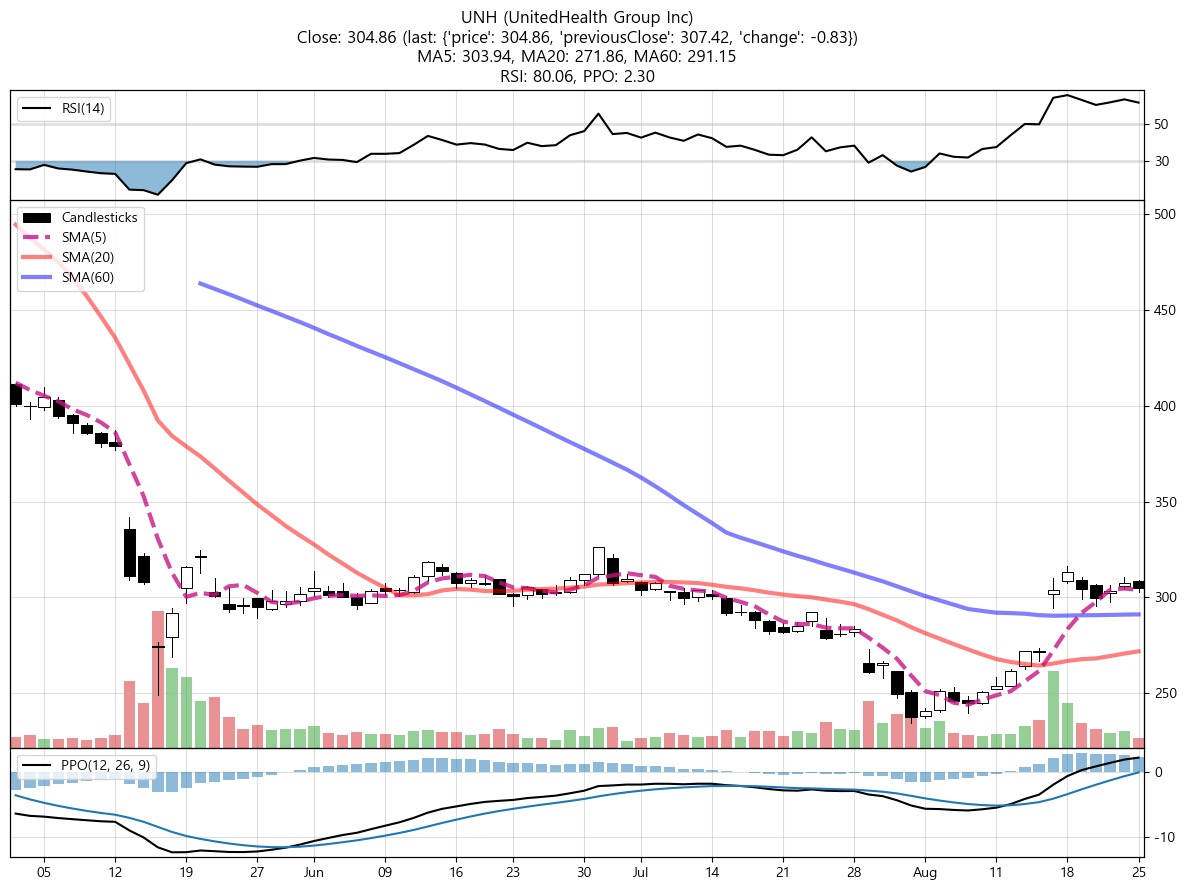 UNH (UnitedHealth Group Inc)
Close: 304.86 (last: {'price': 304.86, 'previousClose': 307.42, 'change': -0.83})
MA5: 303.94, MA20: 271.86, MA60: 291.15
RSI: 80.06, PPO: 2.30
RSI(14)
50
30
Candlesticks
SMA(5)
SMA(20)
SMA(60)
500
450
400
350
300
250
PPO(12, 26, 9)
0
-10
05 12 19 27 Jun 09 16 23 Jul 14 21 28 Aug 11 18 25